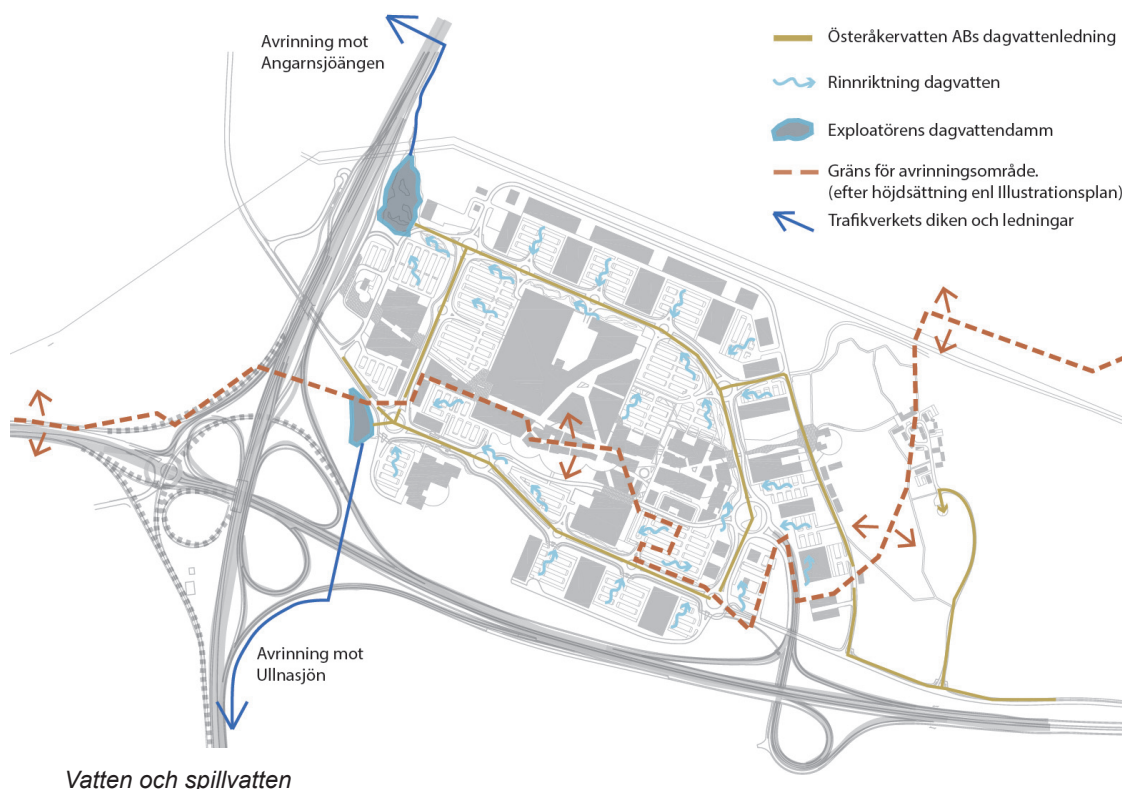 Avrinning mot
Angarnsjöängen
Österåkervatten ABs dagvattenledning
Rinnriktning dagvatten
Exploatörens dagvattendamm
Gräns för avrinningsområde.
(efter höjdsättning enl Illustrationsplan)
Trafikverkets diken och ledningar
Avrinning mot
Ullnasjön
Vatten och spillvatten